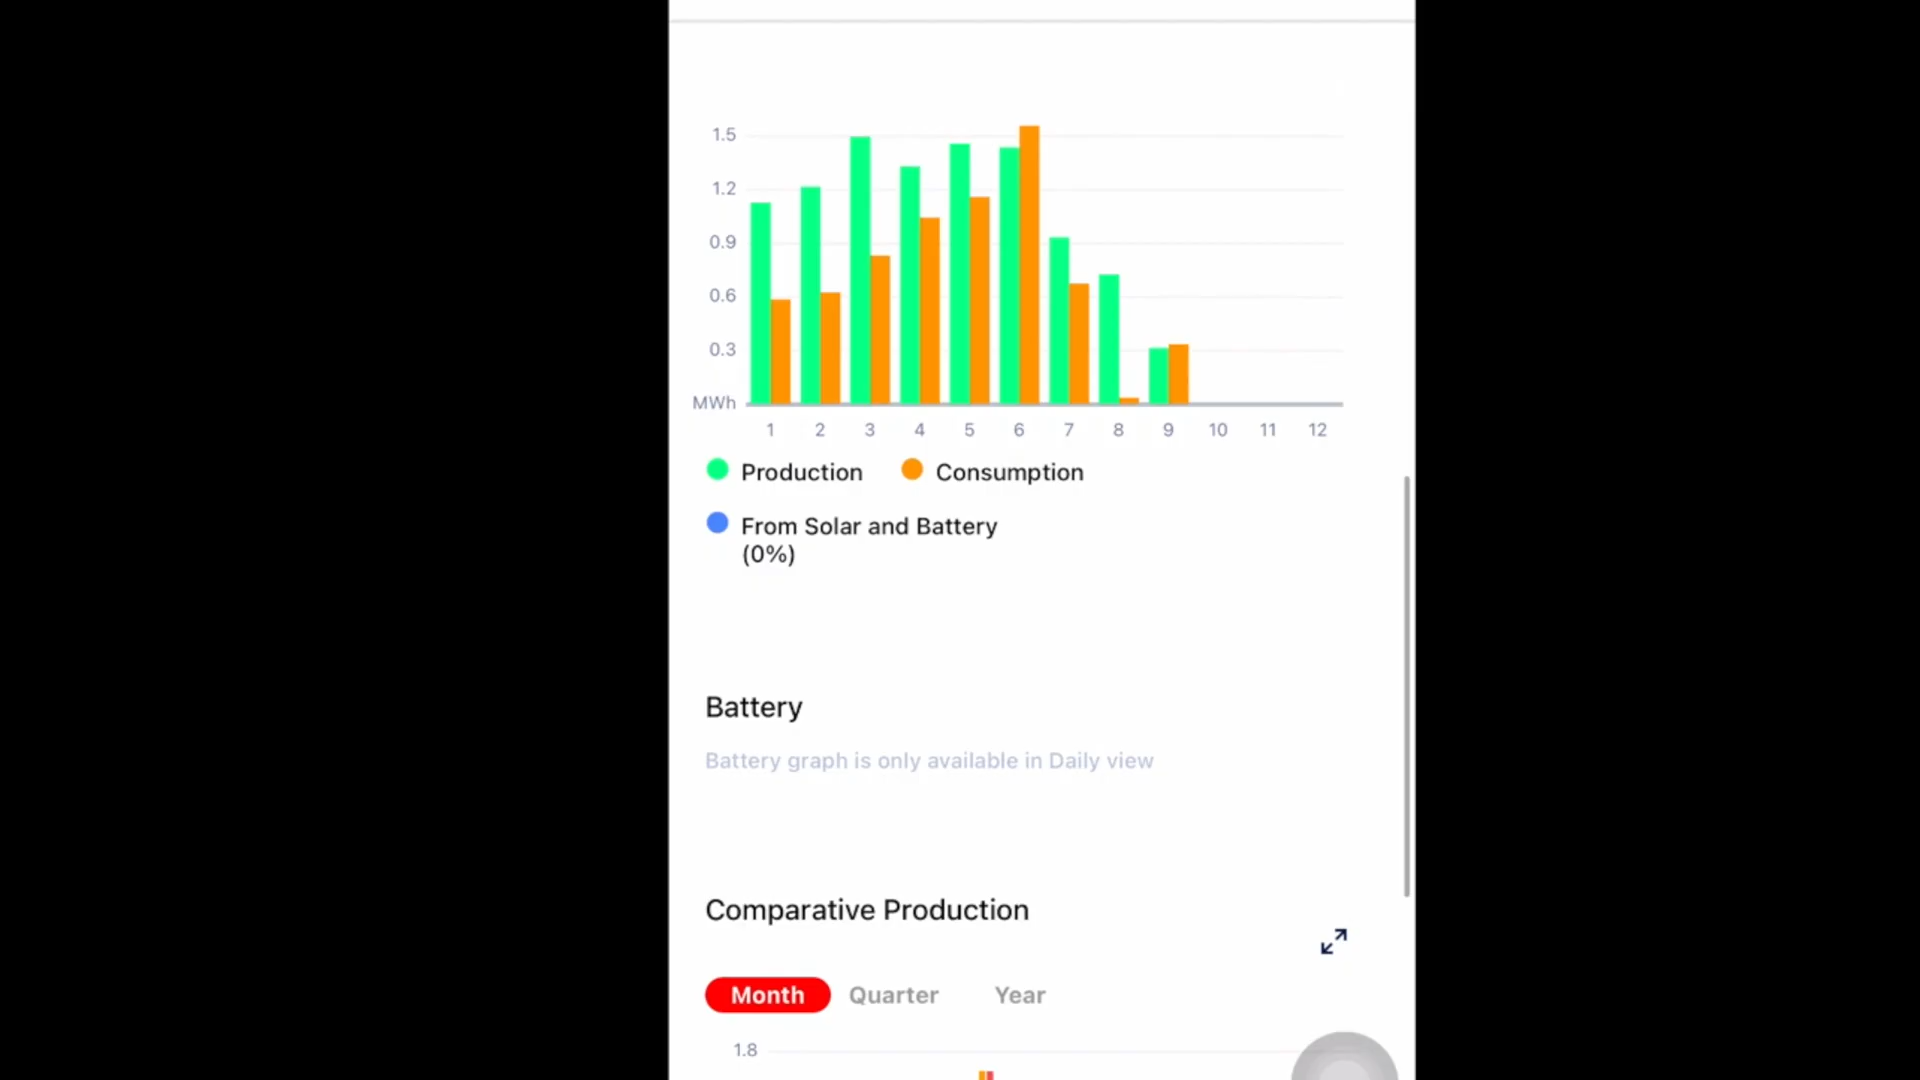 1.5
1.2
0.9
0.6
0.3
MWh
1 2 3 4 5 6 7 8 9 10 11 12
Production Consumption
From Solar and Battery
(0%)
Battery
Battery graph is only available in Daily view
Comparative Production
Month Quarter Year
1.8